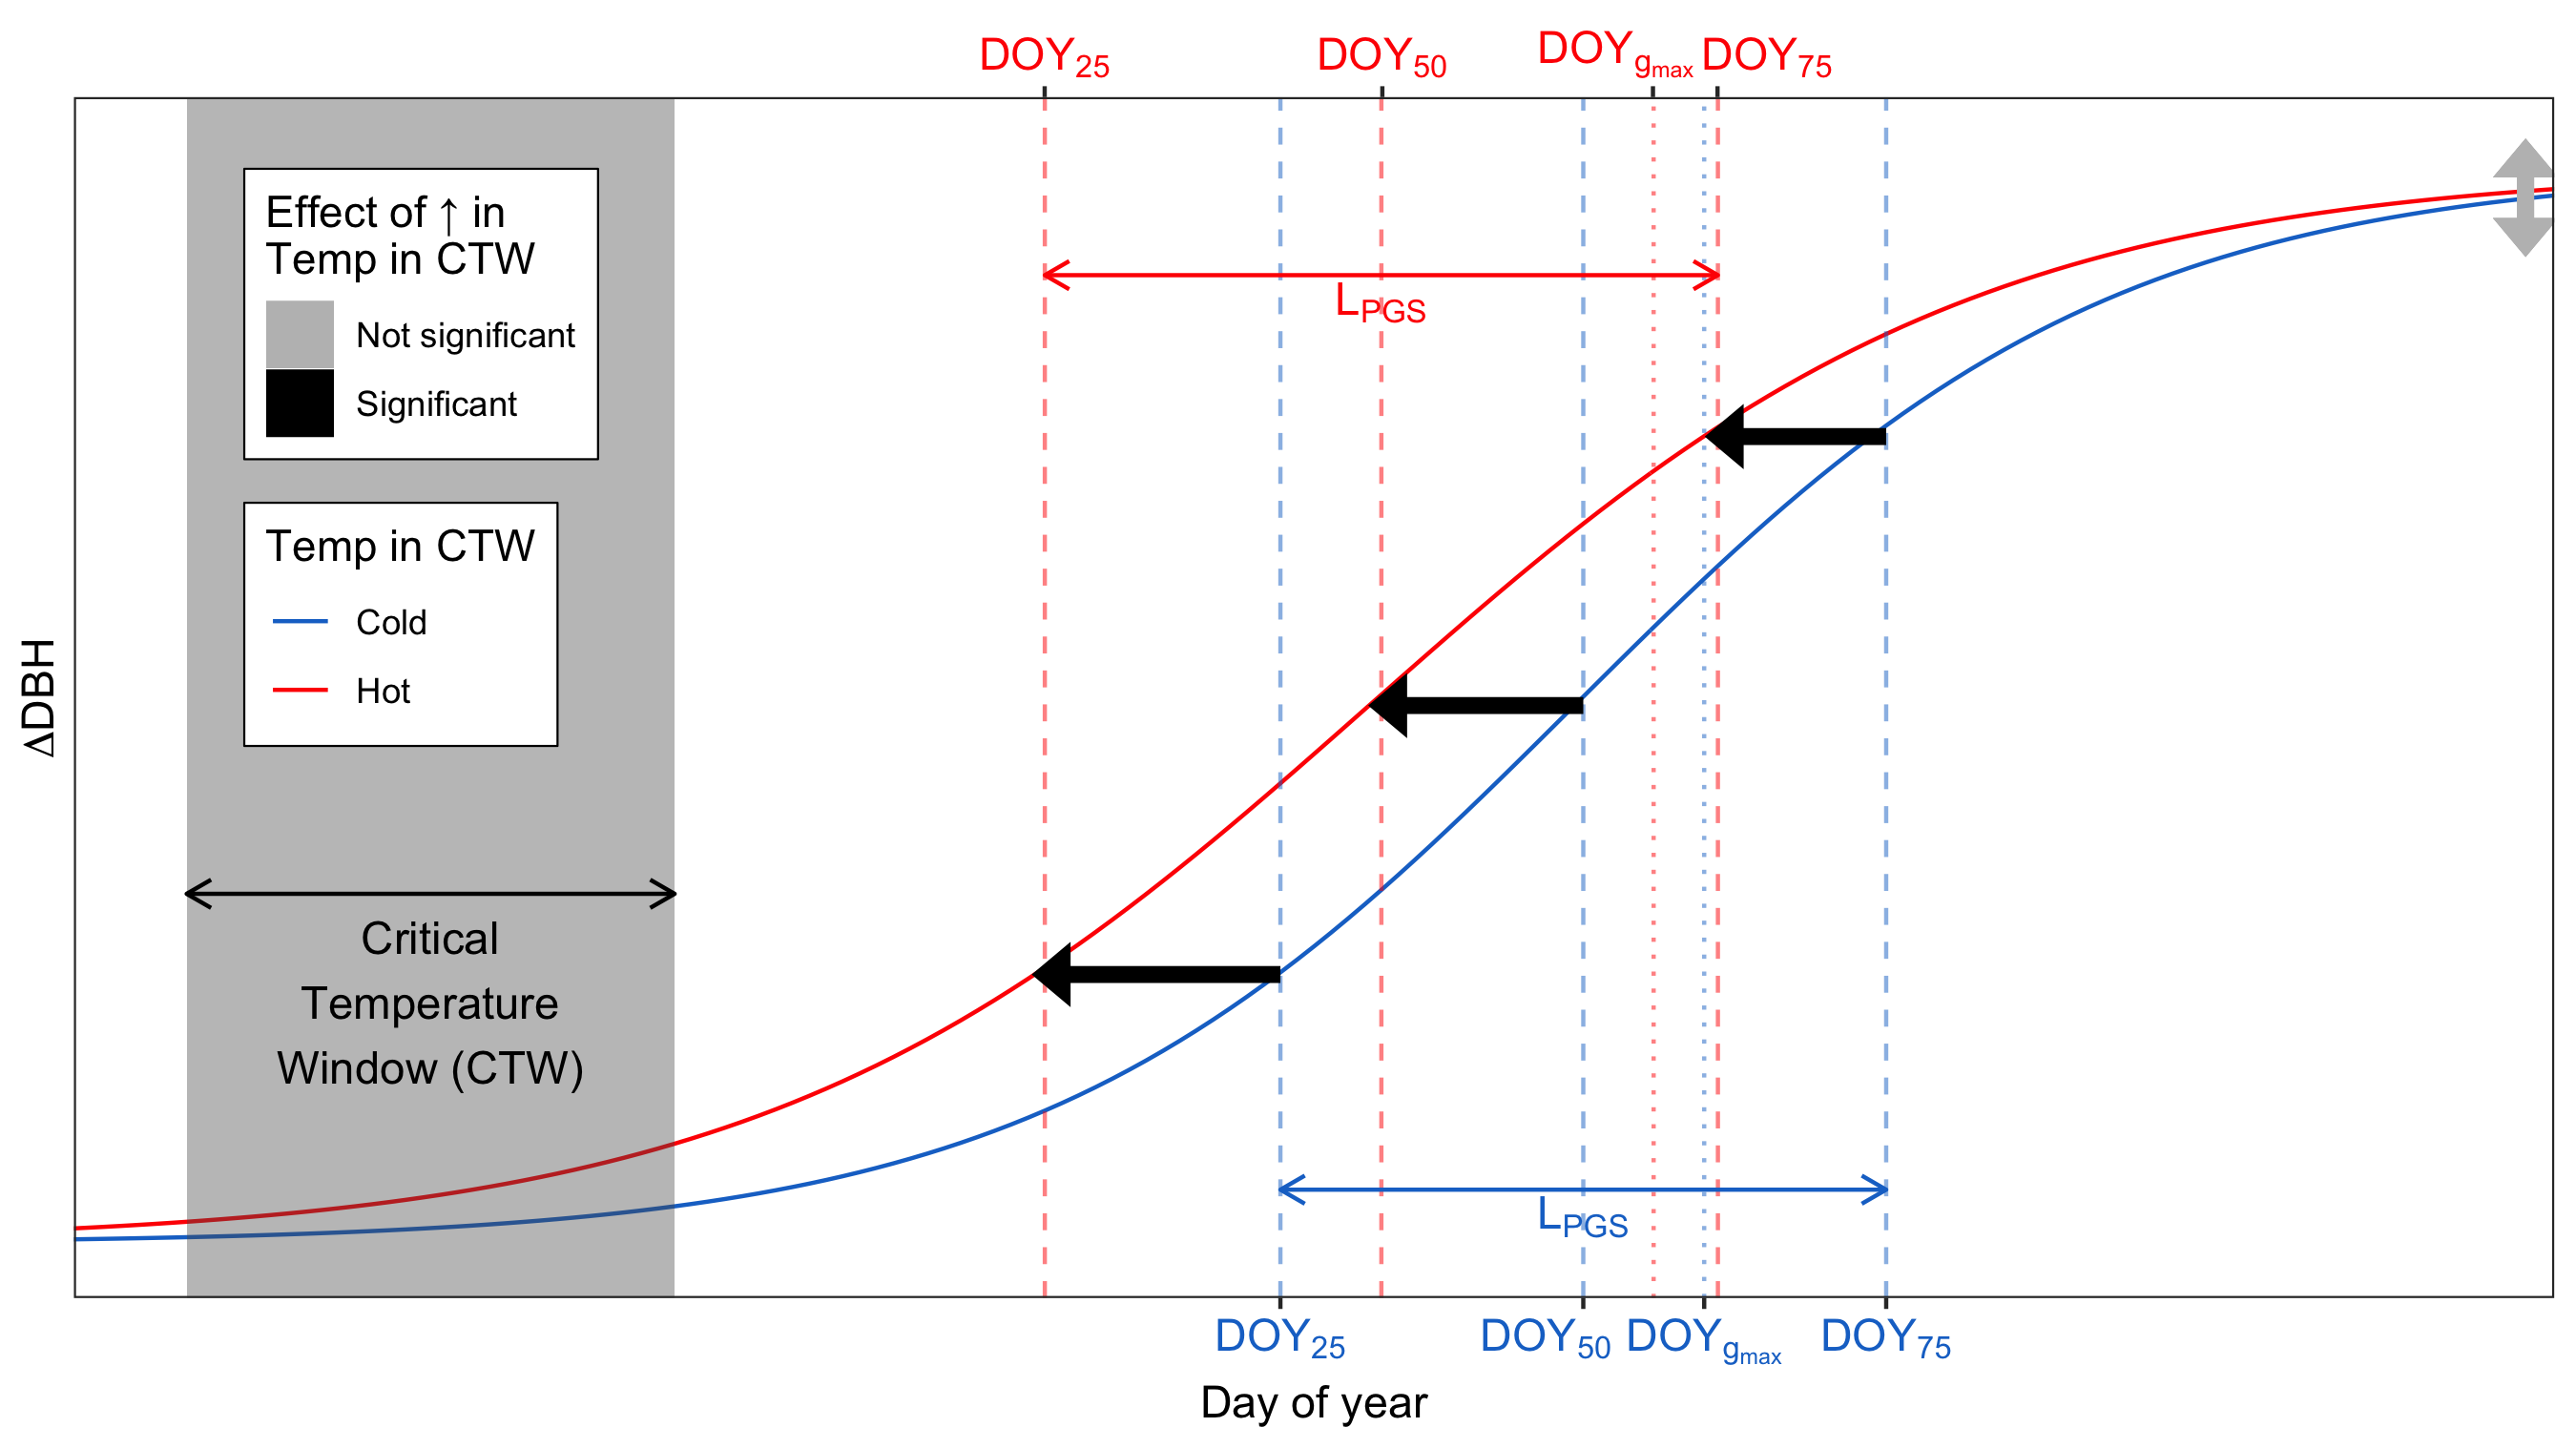 DOY25 DOY50 DOYgmax DOY75
Effect of ↑ in
Temp in CTW
Not significant
Significant
LPGS
Temp in CTW
Cold
Hot
ΔDBH
Critical
Temperature
Window (CTW)
LPGS
DOY25 DOY50 DOYgmax DOY75
Day of year